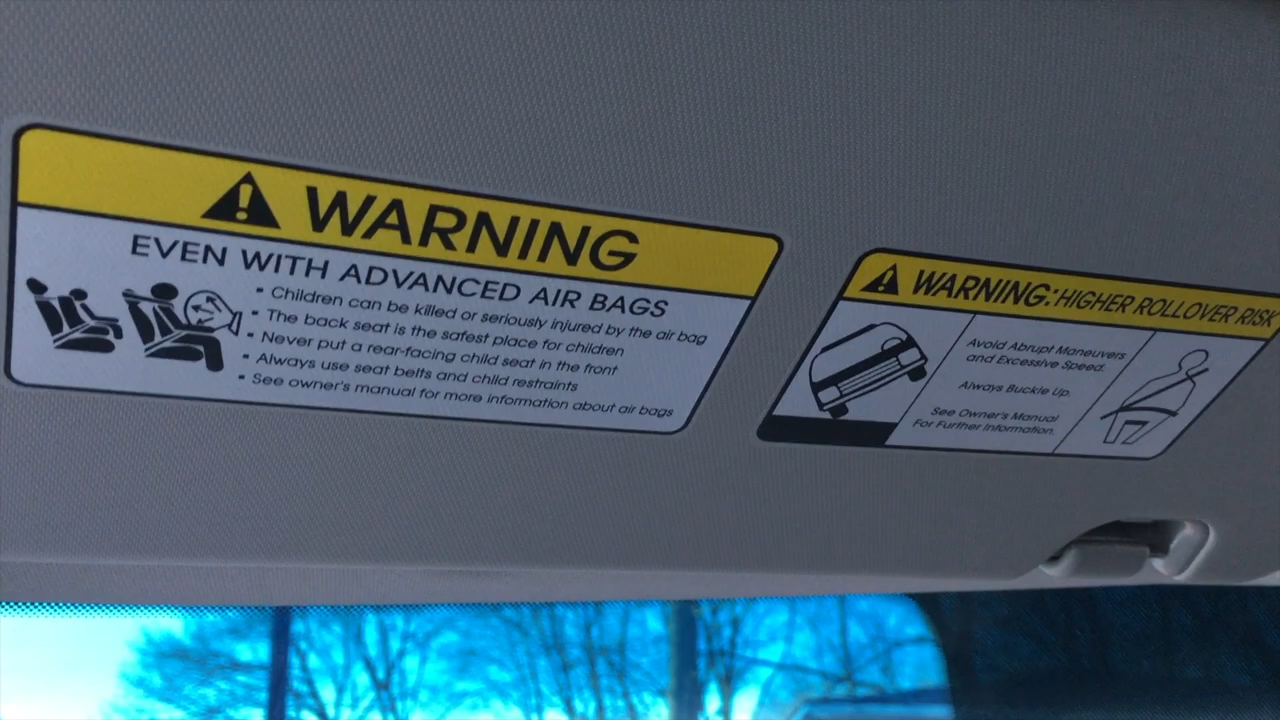 WARNING
EVEN WITH ADVANCED AIR BAGS
▪ Children can be killed or seriously injured by the air bag
▪ The back seat is the safest place for children
▪ Never put a rear-facing child seat in the front
▪ Always use seat belts and child restraints
▪ See owner's manual for more information about air bags
WARNING: HIGHER ROLLOVER RISK
Avoid Abrupt Maneuvers
and Excessive Speed.
Always Buckle Up.
See Owner's Manual
For Further Information.